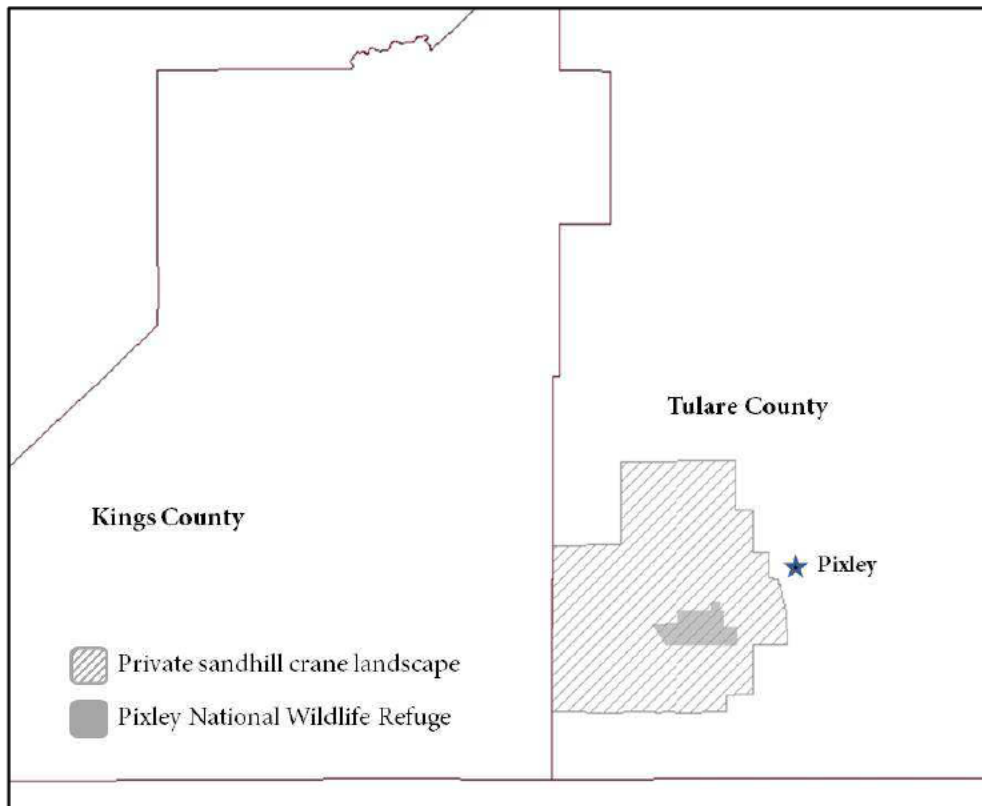 Tulare County
Kings County
Pixley
Private sandhill crane landscape
Pixley National Wildlife Refuge